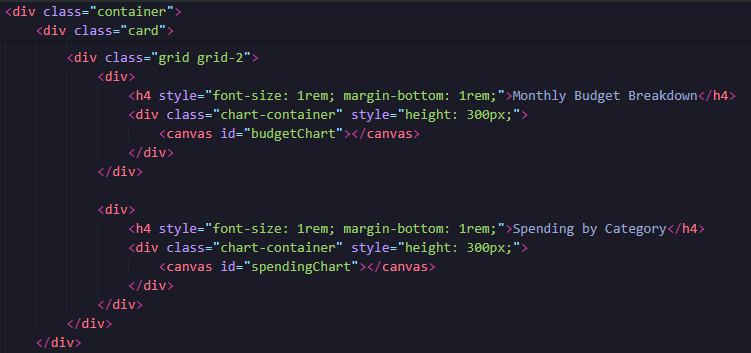 <div class="container">
<div class="card">
<div class="grid grid-2">
<div>
<h4 style="font-size: 1rem; margin-bottom: 1rem;">Monthly Budget Breakdown</h4>
<div class="chart-container" style="height: 300px;">
<canvas id="budgetChart"></canvas>
</div>
</div>
<div>
<h4 style="font-size: 1rem; margin-bottom: 1rem;">Spending by Category</h4>
<div class="chart-container" style="height: 300px;">
<canvas id="spendingChart"></canvas>
</div>
</div>
</div>
</div>